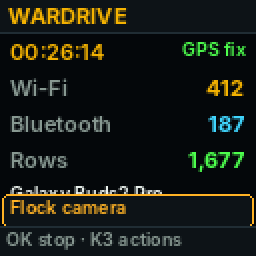 WARDRIVE
00:26:14 GPS fix
Wi-Fi 412
Bluetooth 187
Rows 1,677
Galaxy Buds2 Pro
Flock camera
OK stop · K3 actions